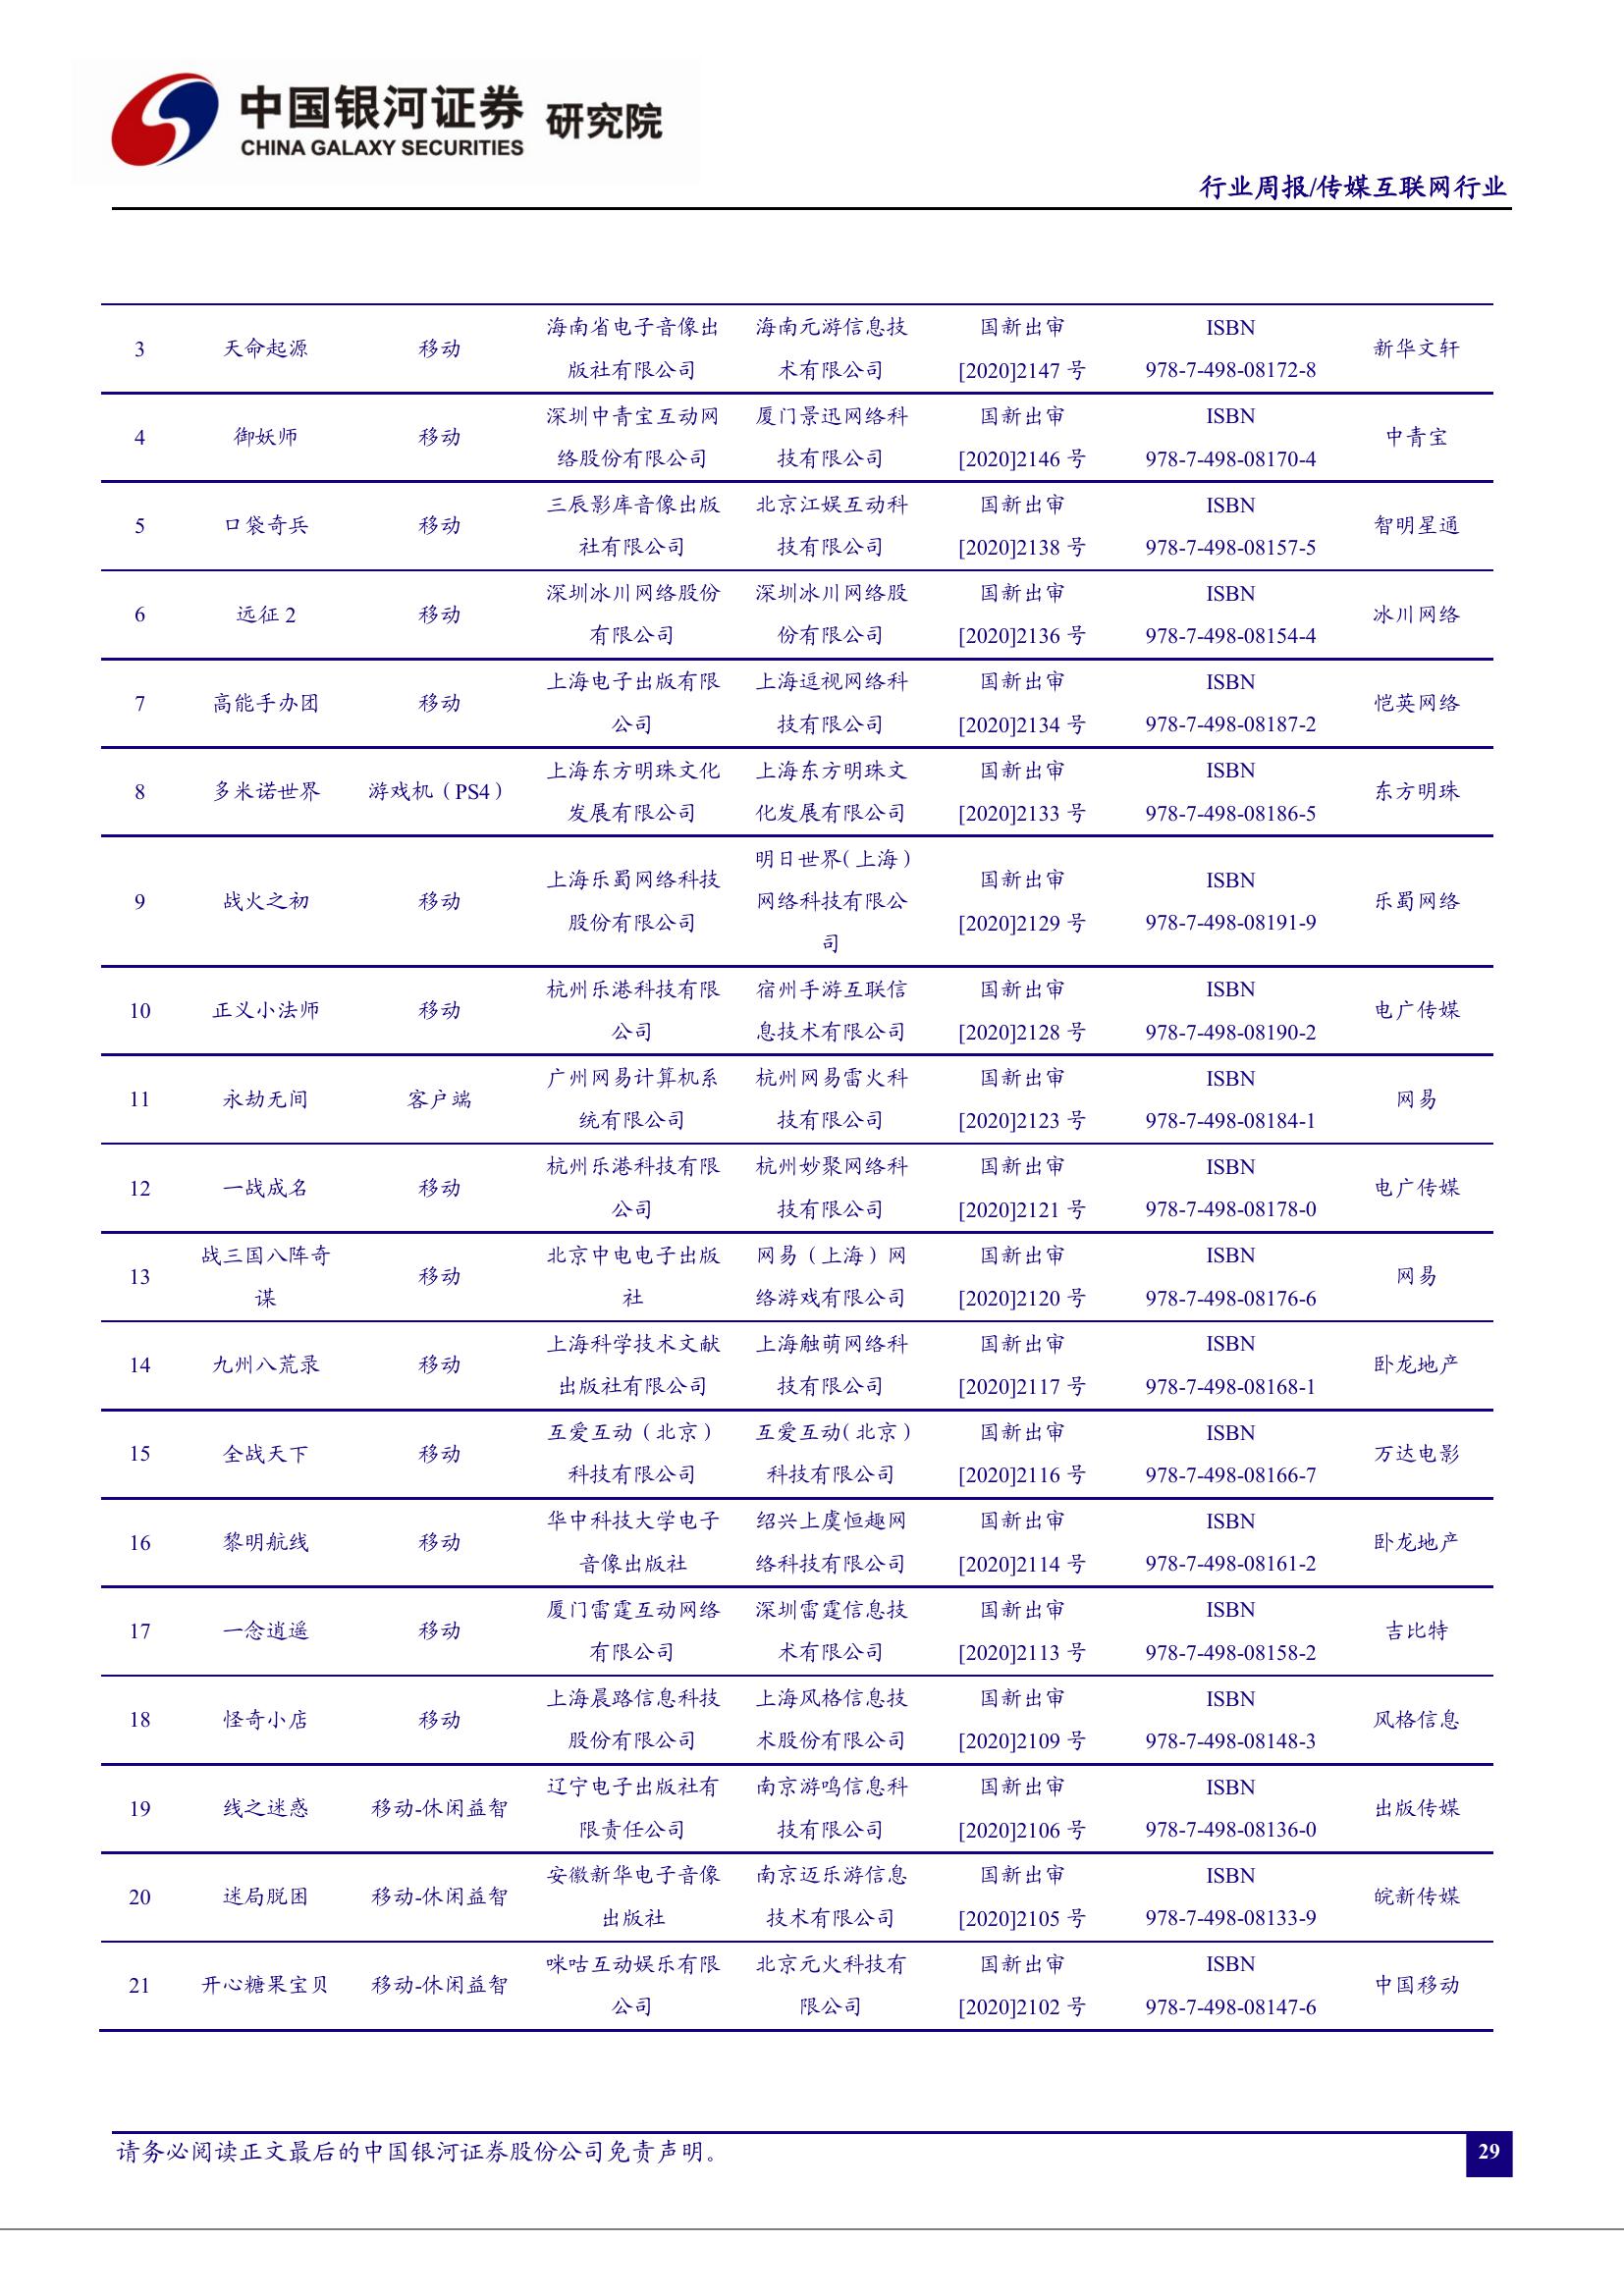 中国银河证券 研究院
CHINA GALAXY SECURITIES
行业周报/传媒互联网行业
3 天命起源 移动 海南省电子音像出版社有限公司 海南元游信息技术有限公司 国新出审[2020]2147 号 ISBN 978-7-498-08172-8 新华文轩
4 御妖师 移动 深圳中青宝互动网络股份有限公司 厦门景迅网络科技有限公司 国新出审[2020]2146 号 ISBN 978-7-498-08170-4 中青宝
5 口袋奇兵 移动 三辰影库音像出版社有限公司 北京江娱互动科技有限公司 国新出审[2020]2138 号 ISBN 978-7-498-08157-5 智明星通
6 远征 2 移动 深圳冰川网络股份有限公司 深圳冰川网络股份有限公司 国新出审[2020]2136 号 ISBN 978-7-498-08154-4 冰川网络
7 高能手办团 移动 上海电子出版有限公司 上海逗视网络科技有限公司 国新出审[2020]2134 号 ISBN 978-7-498-08187-2 恺英网络
8 多米诺世界 游戏机（PS4） 上海东方明珠文化发展有限公司 上海东方明珠文化发展有限公司 国新出审[2020]2133 号 ISBN 978-7-498-08186-5 东方明珠
9 战火之初 移动 上海乐蜀网络科技股份有限公司 明日世界(上海)网络科技有限公司 国新出审[2020]2129 号 ISBN 978-7-498-08191-9 乐蜀网络
10 正义小法师 移动 杭州乐港科技有限公司 宿州手游互联信息技术有限公司 国新出审[2020]2128 号 ISBN 978-7-498-08190-2 电广传媒
11 永劫无间 客户端 广州网易计算机系统有限公司 杭州网易雷火科技有限公司 国新出审[2020]2123 号 ISBN 978-7-498-08184-1 网易
12 一战成名 移动 杭州乐港科技有限公司 杭州妙聚网络科技有限公司 国新出审[2020]2121 号 ISBN 978-7-498-08178-0 电广传媒
13 战三国八阵奇谋 移动 北京中电电子出版社 网易（上海）网络游戏有限公司 国新出审[2020]2120 号 ISBN 978-7-498-08176-6 网易
14 九州八荒录 移动 上海科学技术文献出版社有限公司 上海触萌网络科技有限公司 国新出审[2020]2117 号 ISBN 978-7-498-08168-1 卧龙地产
15 全战天下 移动 互爱互动（北京）科技有限公司 互爱互动(北京)科技有限公司 国新出审[2020]2116 号 ISBN 978-7-498-08166-7 万达电影
16 黎明航线 移动 华中科技大学电子音像出版社 绍兴上虞恒趣网络科技有限公司 国新出审[2020]2114 号 ISBN 978-7-498-08161-2 卧龙地产
17 一念逍遥 移动 厦门雷霆互动网络有限公司 深圳雷霆信息技术有限公司 国新出审[2020]2113 号 ISBN 978-7-498-08158-2 吉比特
18 怪奇小店 移动 上海晨路信息科技股份有限公司 上海风格信息技术股份有限公司 国新出审[2020]2109 号 ISBN 978-7-498-08148-3 风格信息
19 线之迷惑 移动-休闲益智 辽宁电子出版社有限责任公司 南京游鸣信息科技有限公司 国新出审[2020]2106 号 ISBN 978-7-498-08136-0 出版传媒
20 迷局脱困 移动-休闲益智 安徽新华电子音像出版社 南京迈乐游信息技术有限公司 国新出审[2020]2105 号 ISBN 978-7-498-08133-9 皖新传媒
21 开心糖果宝贝 移动-休闲益智 咪咕互动娱乐有限公司 北京元火科技有限公司 国新出审[2020]2102 号 ISBN 978-7-498-08147-6 中国移动
请务必阅读正文最后的中国银河证券股份公司免责声明。
29